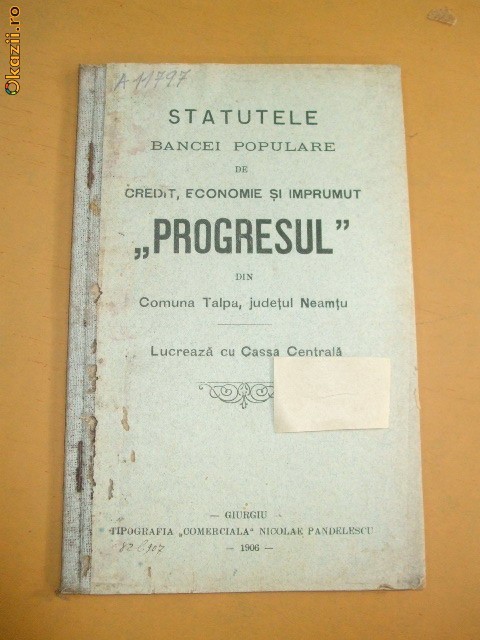 Okazii.ro
A 11797
STATUTELE
BANCEI POPULARE
DE
CREDIT, ECONOMIE ȘI IMPRUMUT
„PROGRESUL”
DIN
Comuna Talpa, județul Neamțu
Lucrează cu Cassa Centrală
— GIURGIU —
TIPOGRAFIA „COMERCIALA“ NICOLAE PANDELESCU
— 1906 —